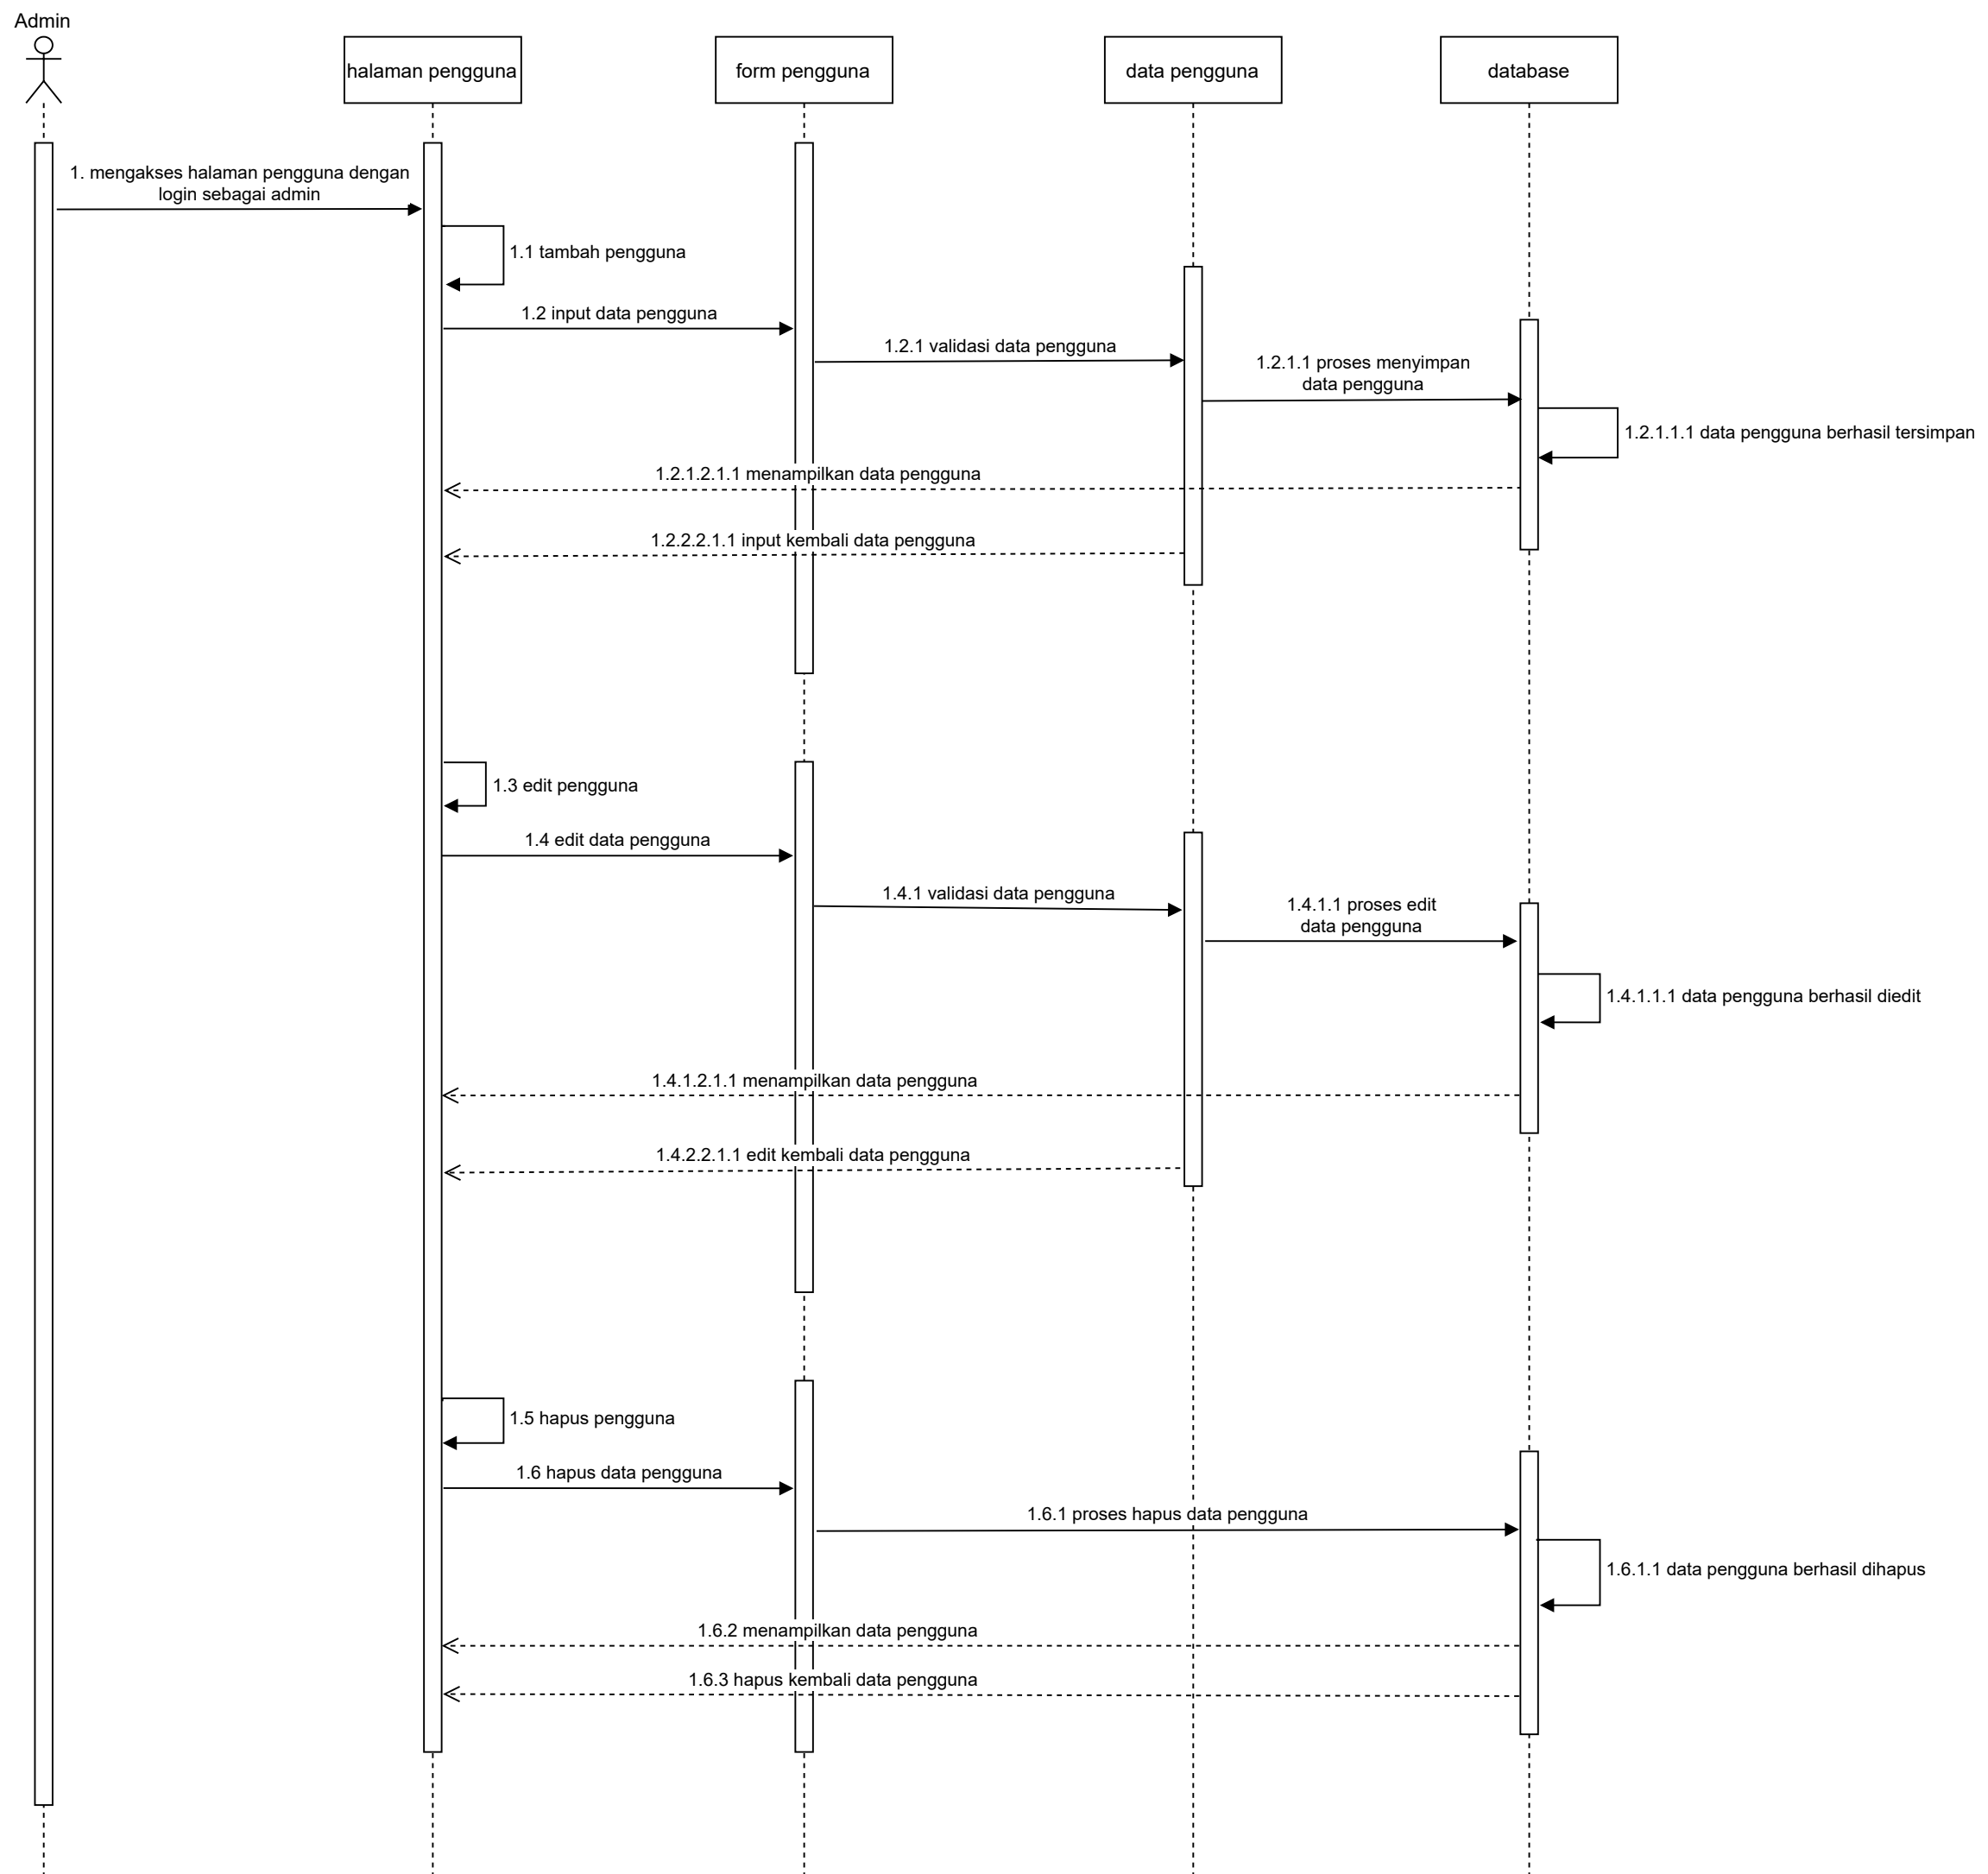 Admin
halaman pengguna
form pengguna
data pengguna
database
1. mengakses halaman pengguna dengan
login sebagai admin
1.1 tambah pengguna
1.2 input data pengguna
1.2.1 validasi data pengguna
1.2.1.1 proses menyimpan
data pengguna
1.2.1.1.1 data pengguna berhasil tersimpan
1.2.1.2.1.1 menampilkan data pengguna
1.2.2.2.1.1 input kembali data pengguna
1.3 edit pengguna
1.4 edit data pengguna
1.4.1 validasi data pengguna
1.4.1.1 proses edit
data pengguna
1.4.1.1.1 data pengguna berhasil diedit
1.4.1.2.1.1 menampilkan data pengguna
1.4.2.2.1.1 edit kembali data pengguna
1.5 hapus pengguna
1.6 hapus data pengguna
1.6.1 proses hapus data pengguna
1.6.1.1 data pengguna berhasil dihapus
1.6.2 menampilkan data pengguna
1.6.3 hapus kembali data pengguna